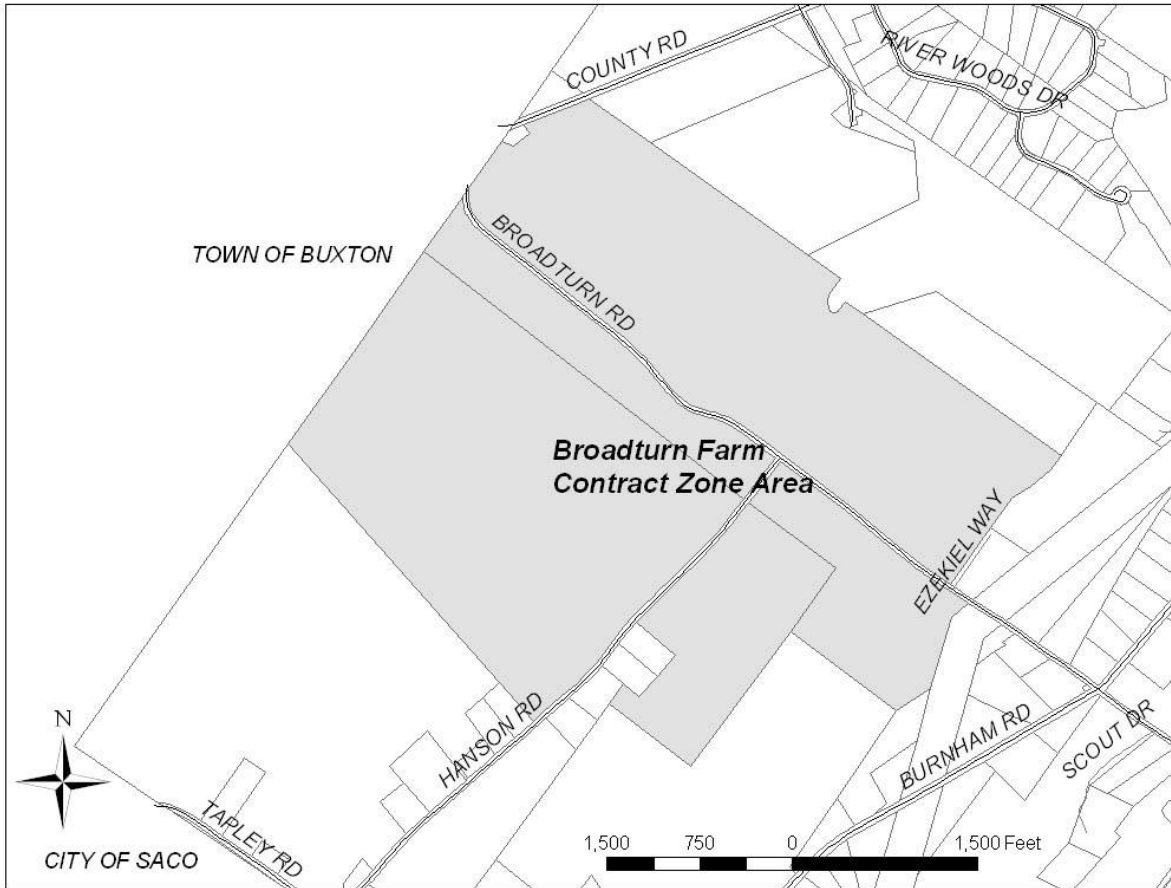 COUNTY RD
RIVER WOODS DR
BROADTURN RD
TOWN OF BUXTON
Broadturn Farm
Contract Zone Area
EZEKIEL WAY
HANSON RD
BURNHAM RD
SCOUT DR
N
TAPLEY RD
CITY OF SACO
1,500 750 0 1,500 Feet